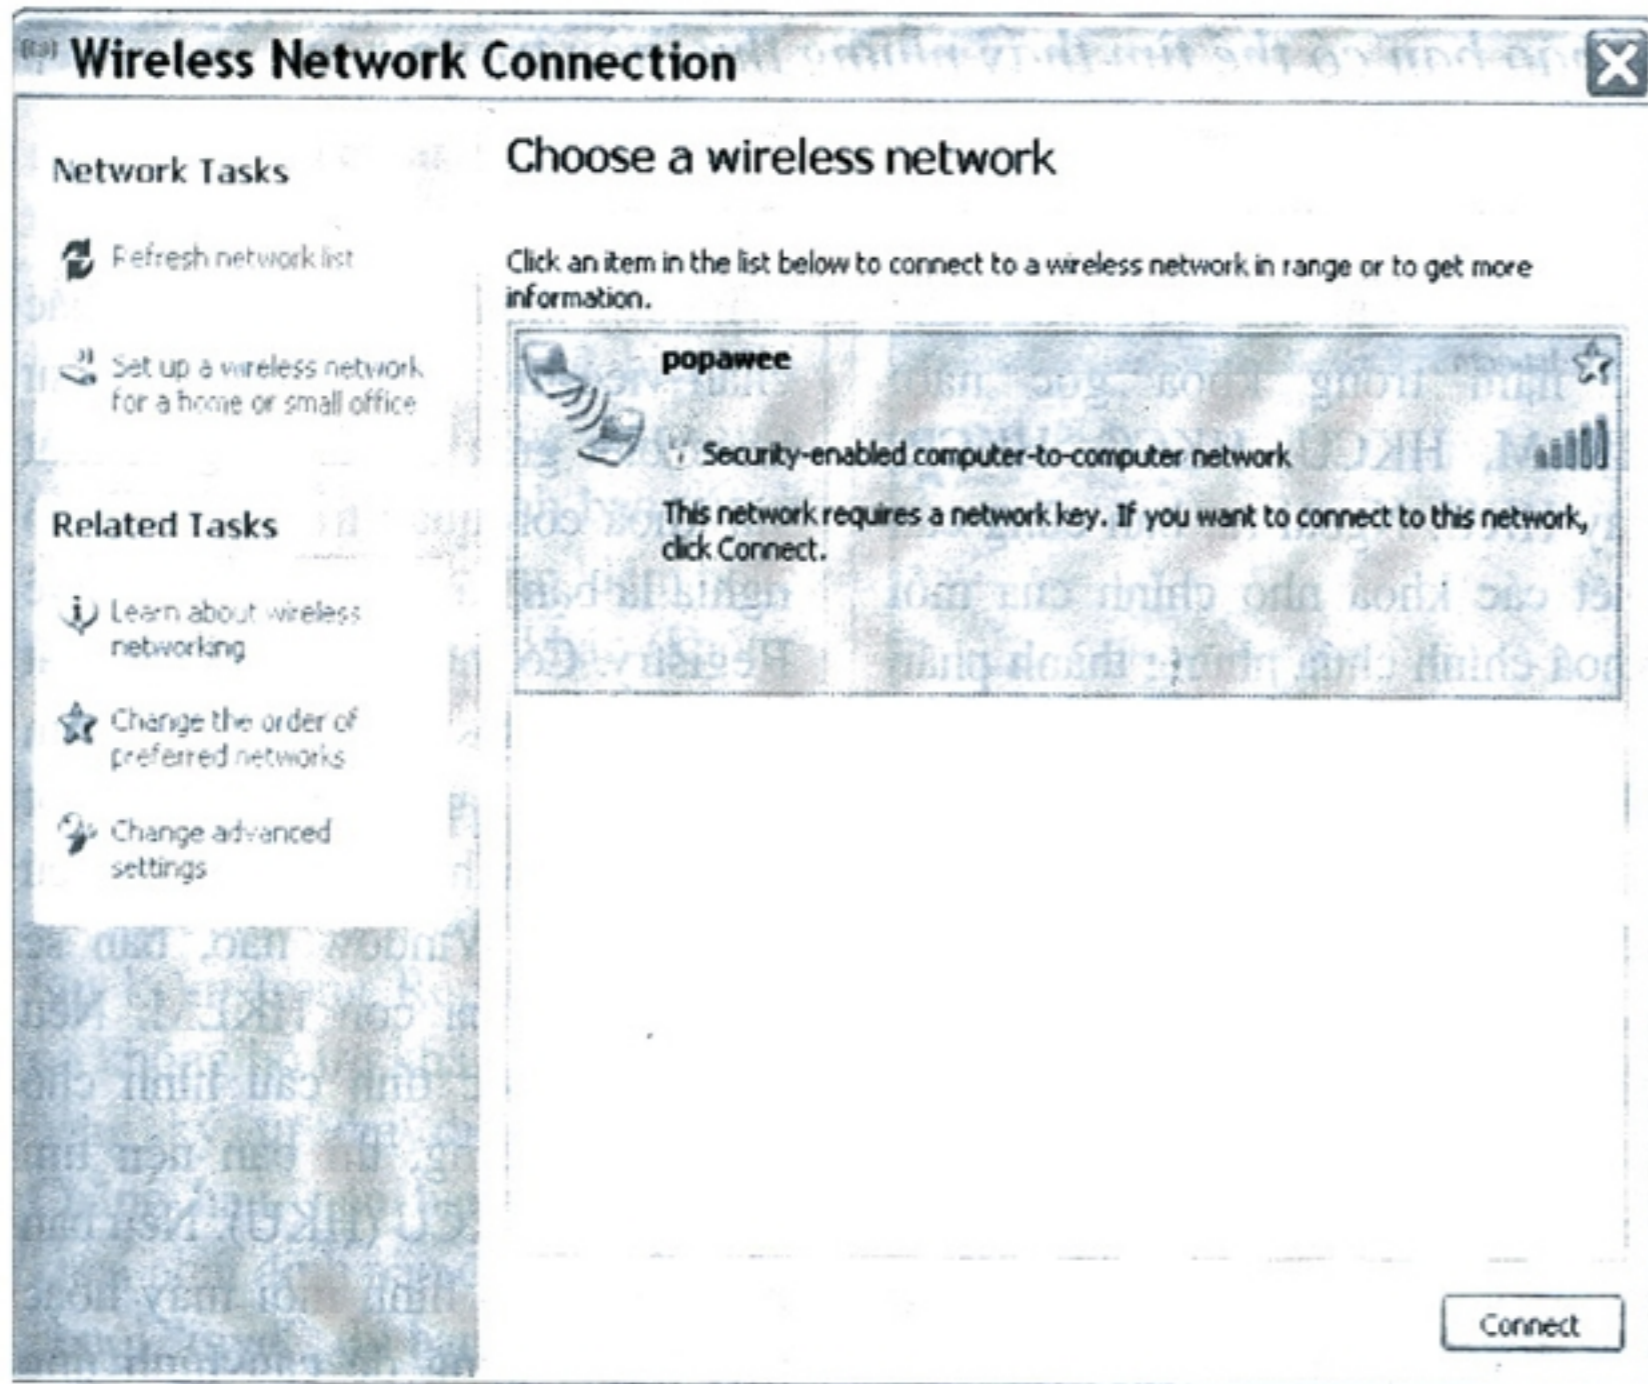 Wireless Network Connection
Network Tasks
Refresh network list
Set up a wireless network
for a home or small office
Related Tasks
Learn about wireless
networking
Change the order of
preferred networks
Change advanced
settings
Choose a wireless network
Click an item in the list below to connect to a wireless network in range or to get more
information.
popawee
Security-enabled computer-to-computer network
This network requires a network key. If you want to connect to this network,
click Connect.
Connect